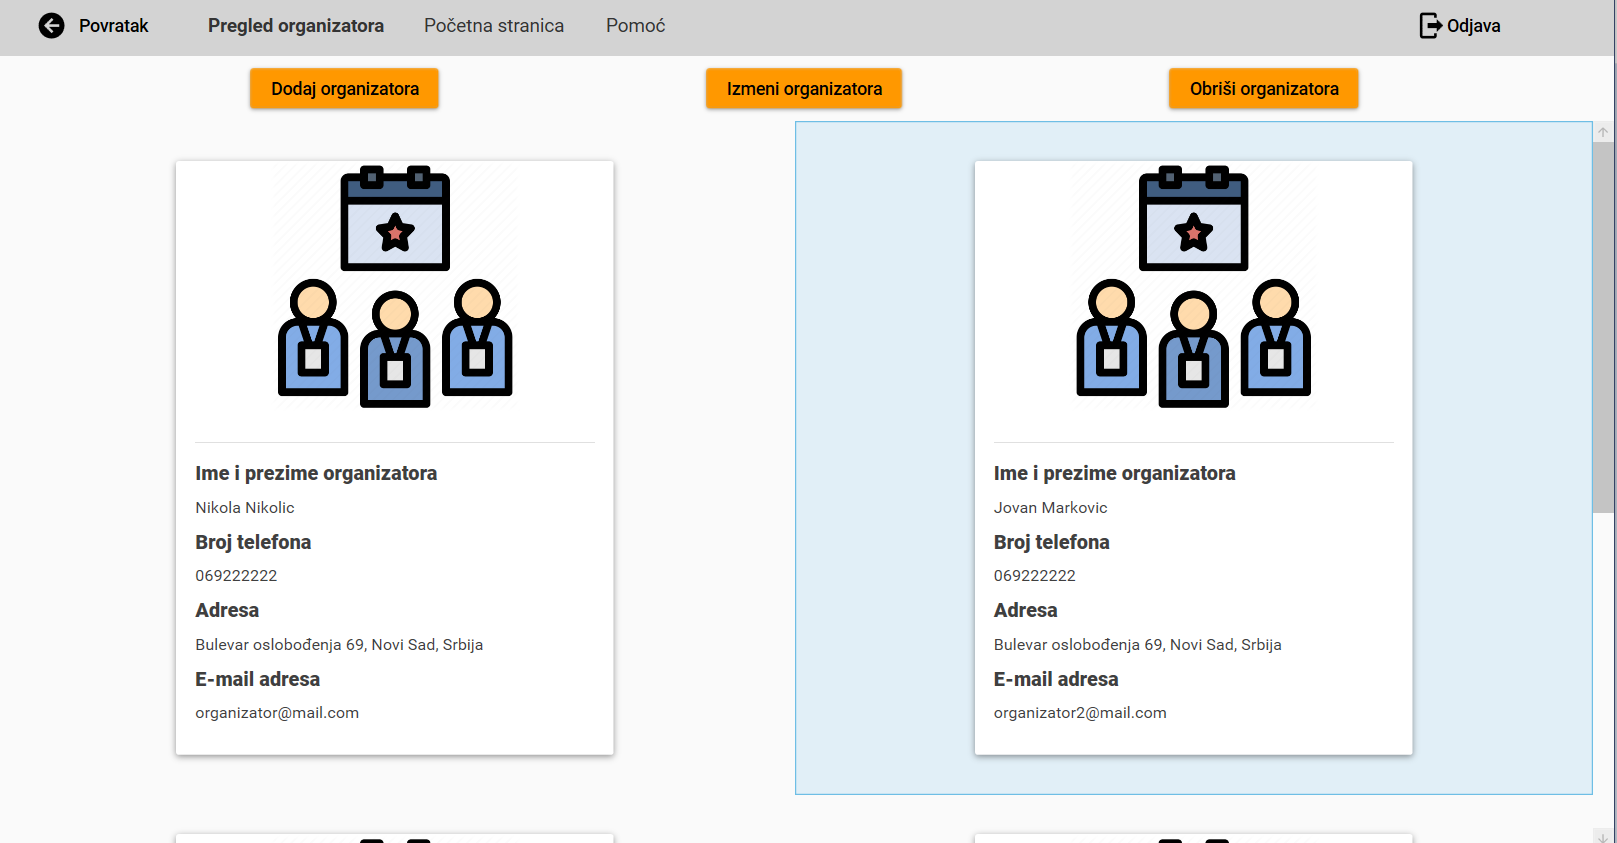 Povratak
Pregled organizatora
Početna stranica
Pomoć
Odjava
Dodaj organizatora
Izmeni organizatora
Obriši organizatora
Ime i prezime organizatora
Nikola Nikolic
Broj telefona
069222222
Adresa
Bulevar oslobođenja 69, Novi Sad, Srbija
E-mail adresa
organizator@mail.com
Ime i prezime organizatora
Jovan Markovic
Broj telefona
069222222
Adresa
Bulevar oslobođenja 69, Novi Sad, Srbija
E-mail adresa
organizator2@mail.com